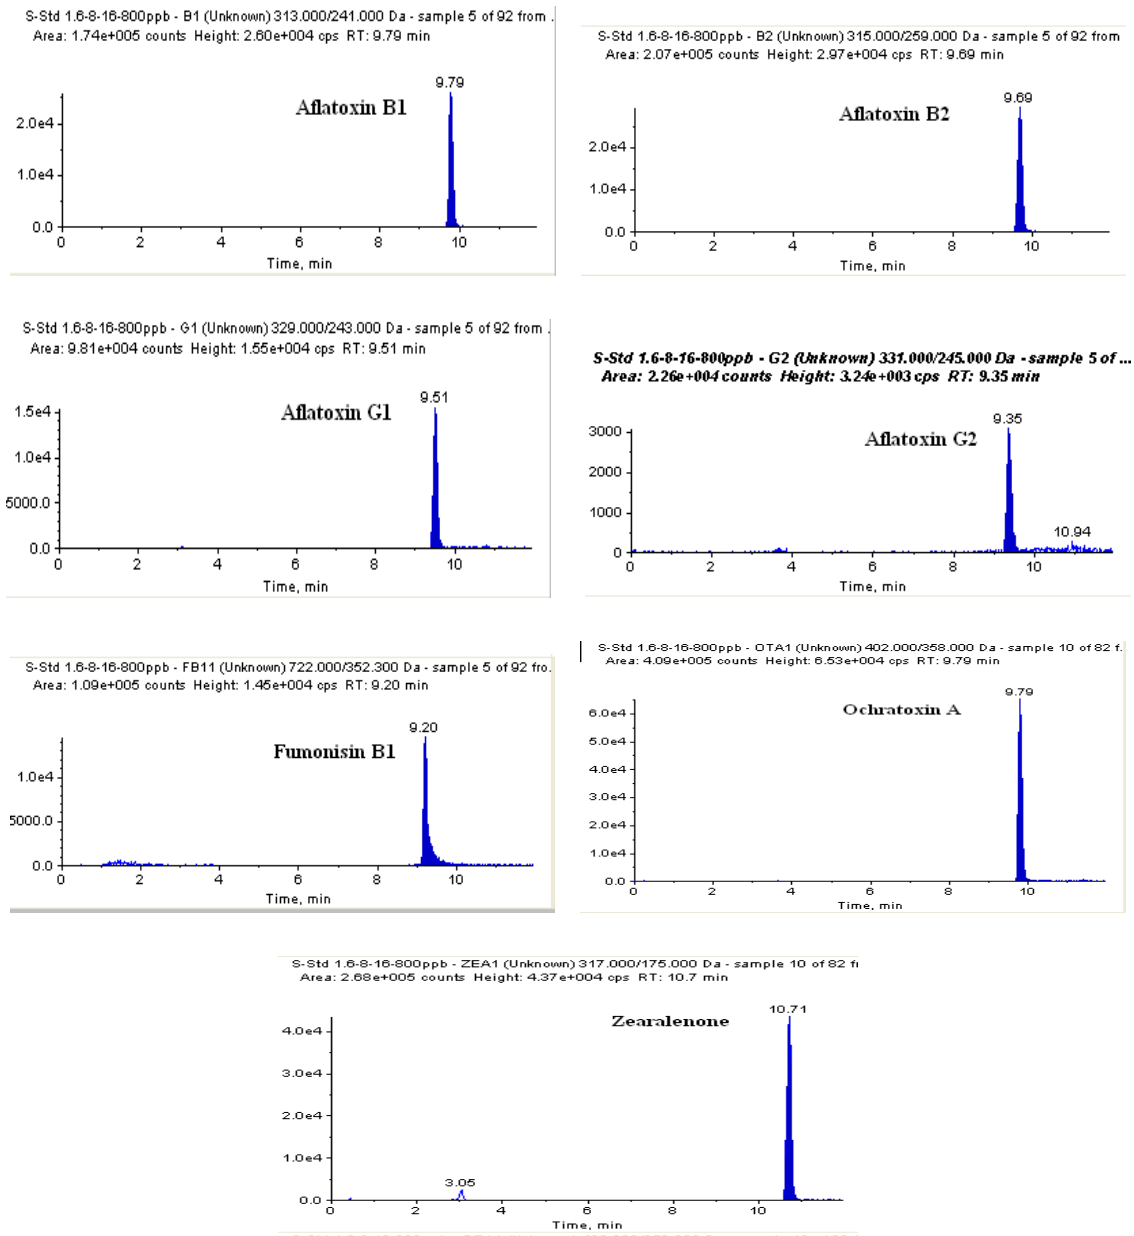 S-Std 1.6-8-16-800ppb - B1 (Unknown) 313.000/241.000 Da - sample 5 of 92 from .
Area: 1.74e+005 counts Height: 2.60e+004 cps RT: 9.79 min
9.79
Aflatoxin B1
2.0e4
1.0e4
0.0
0 2 4 6 8 10
Time, min
S-Std 1.6-8-16-800ppb - B2 (Unknown) 315.000/259.000 Da - sample 5 of 92 from
Area: 2.07e+005 counts Height: 2.97e+004 cps RT: 9.69 min
9.69
Aflatoxin B2
2.0e4
1.0e4
0.0
0 2 4 6 8 10
Time, min
S-Std 1.6-8-16-800ppb - G1 (Unknown) 329.000/243.000 Da - sample 5 of 92 from .
Area: 9.81e+004 counts Height: 1.55e+004 cps RT: 9.51 min
9.51
Aflatoxin G1
1.5e4
1.0e4
5000.0
0.0
0 2 4 6 8 10
Time, min
S-Std 1.6-8-16-800ppb - G2 (Unknown) 331.000/245.000 Da - sample 5 of ...
Area: 2.26e+004 counts Height: 3.24e+003 cps RT: 9.35 min
9.35
Aflatoxin G2
3000
2000
1000
0
10.94
0 2 4 6 8 10
Time, min
S-Std 1.6-8-16-800ppb - FB11 (Unknown) 722.000/352.300 Da - sample 5 of 92 fro.
Area: 1.09e+005 counts Height: 1.45e+004 cps RT: 9.20 min
9.20
Fumonisin B1
1.0e4
5000.0
0.0
0 2 4 6 8 10
Time, min
S-Std 1.6-8-16-800ppb - OTA1 (Unknown) 402.000/358.000 Da - sample 10 of 82 f.
Area: 4.09e+005 counts Height: 6.53e+004 cps RT: 9.79 min
9.79
Ochratoxin A
6.0e4
5.0e4
4.0e4
3.0e4
2.0e4
1.0e4
0.0
0 2 4 6 8 10
Time, min
S-Std 1.6-8-16-800ppb - ZEA1 (Unknown) 317.000/175.000 Da - sample 10 of 82 fr
Area: 2.68e+005 counts Height: 4.37e+004 cps RT: 10.7 min
10.71
Zearalenone
4.0e4
3.0e4
2.0e4
1.0e4
0.0
3.05
0 2 4 6 8 10
Time, min